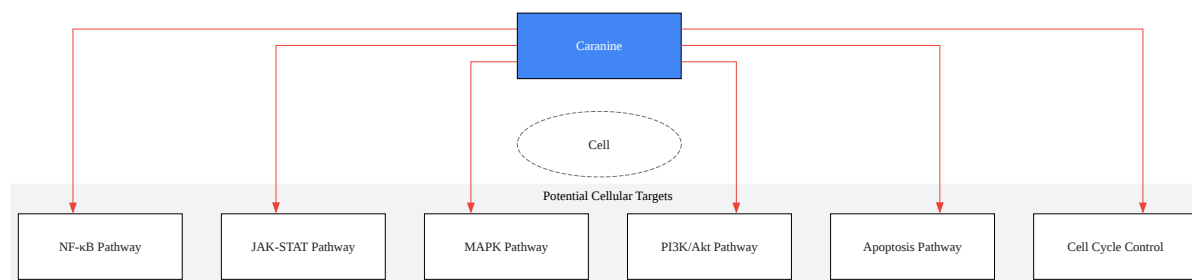 Caranine
Cell
Potential Cellular Targets
NF-κB Pathway
JAK-STAT Pathway
MAPK Pathway
PI3K/Akt Pathway
Apoptosis Pathway
Cell Cycle Control